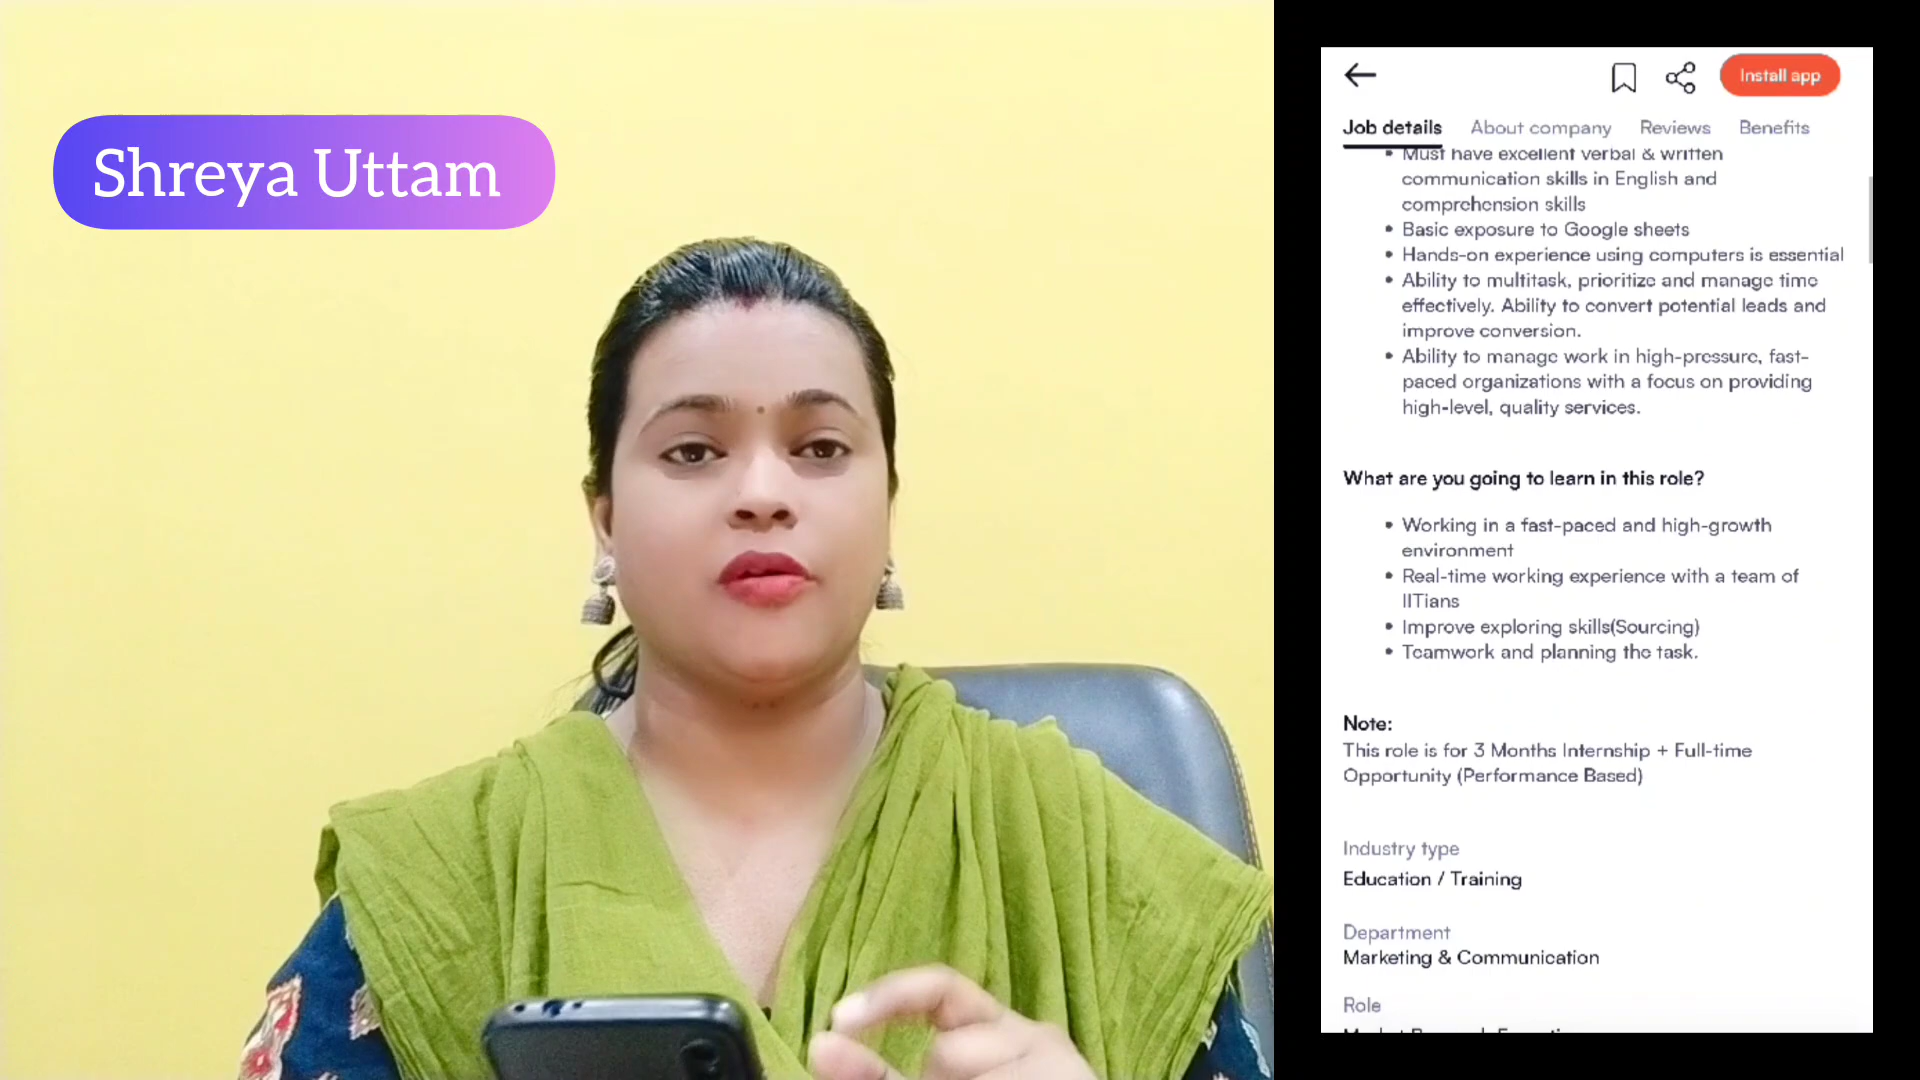 Shreya Uttam
Install app
Job details
About company
Reviews
Benefits
Must have excellent verbal & written
communication skills in English and
comprehension skills
Basic exposure to Google sheets
Hands-on experience using computers is essential
Ability to multitask, prioritize and manage time
effectively. Ability to convert potential leads and
improve conversion.
Ability to manage work in high-pressure, fast-
paced organizations with a focus on providing
high-level, quality services.
What are you going to learn in this role?
Working in a fast-paced and high-growth
environment
Real-time working experience with a team of
IITians
Improve exploring skills(Sourcing)
Teamwork and planning the task.
Note:
This role is for 3 Months Internship + Full-time
Opportunity (Performance Based)
Industry type
Education / Training
Department
Marketing & Communication
Role